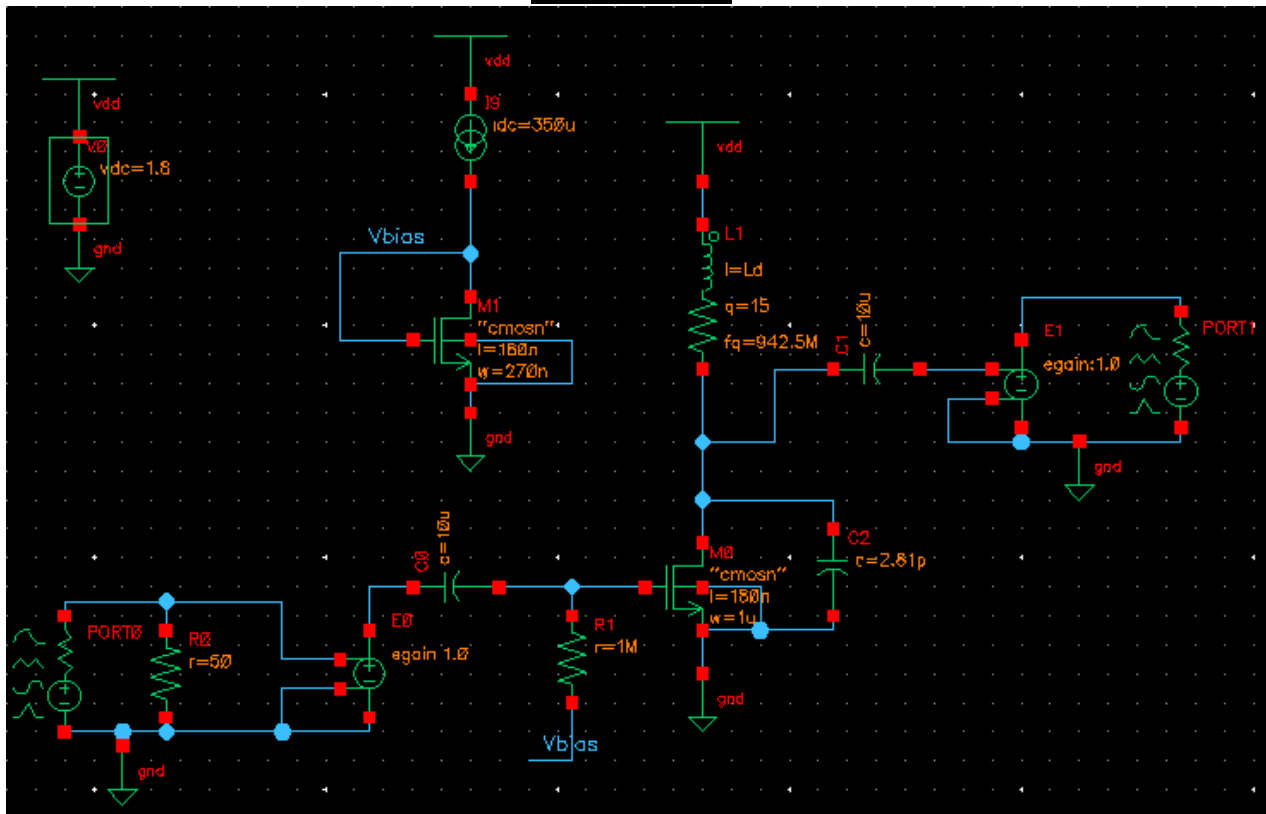 vdd
V0
vdc=1.8
gnd
vdd
I9
idc=350u
Vbias
M1
"cmosn"
l=180n
w=270n
gnd
vdd
L1
l=Ld
q=15
fq=942.5M
C1
c=10u
E1
egain:1.0
PORT1
gnd
C0
c=10u
M0
"cmosn"
l=180n
w=1u
C2
c=2.81p
gnd
PORT0
R0
r=50
E0
egain 1.0
R1
r=1M
Vbias
gnd